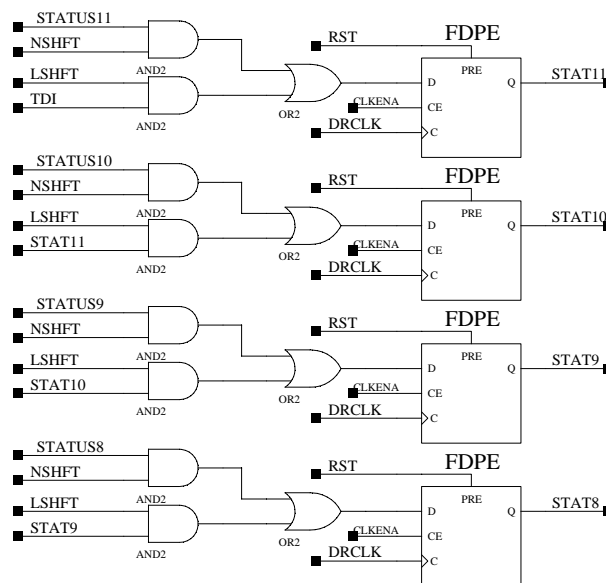 STATUS11
NSHFT
AND2
LSHFT
TDI
AND2
OR2
RST
FDPE
PRE
D
Q
STAT11
CLKENA
CE
DRCLK
C
STATUS10
NSHFT
AND2
LSHFT
STAT11
AND2
OR2
RST
FDPE
PRE
D
Q
STAT10
CLKENA
CE
DRCLK
C
STATUS9
NSHFT
AND2
LSHFT
STAT10
AND2
OR2
RST
FDPE
PRE
D
Q
STAT9
CLKENA
CE
DRCLK
C
STATUS8
NSHFT
AND2
LSHFT
STAT9
AND2
OR2
RST
FDPE
PRE
D
Q
STAT8
CLKENA
CE
DRCLK
C